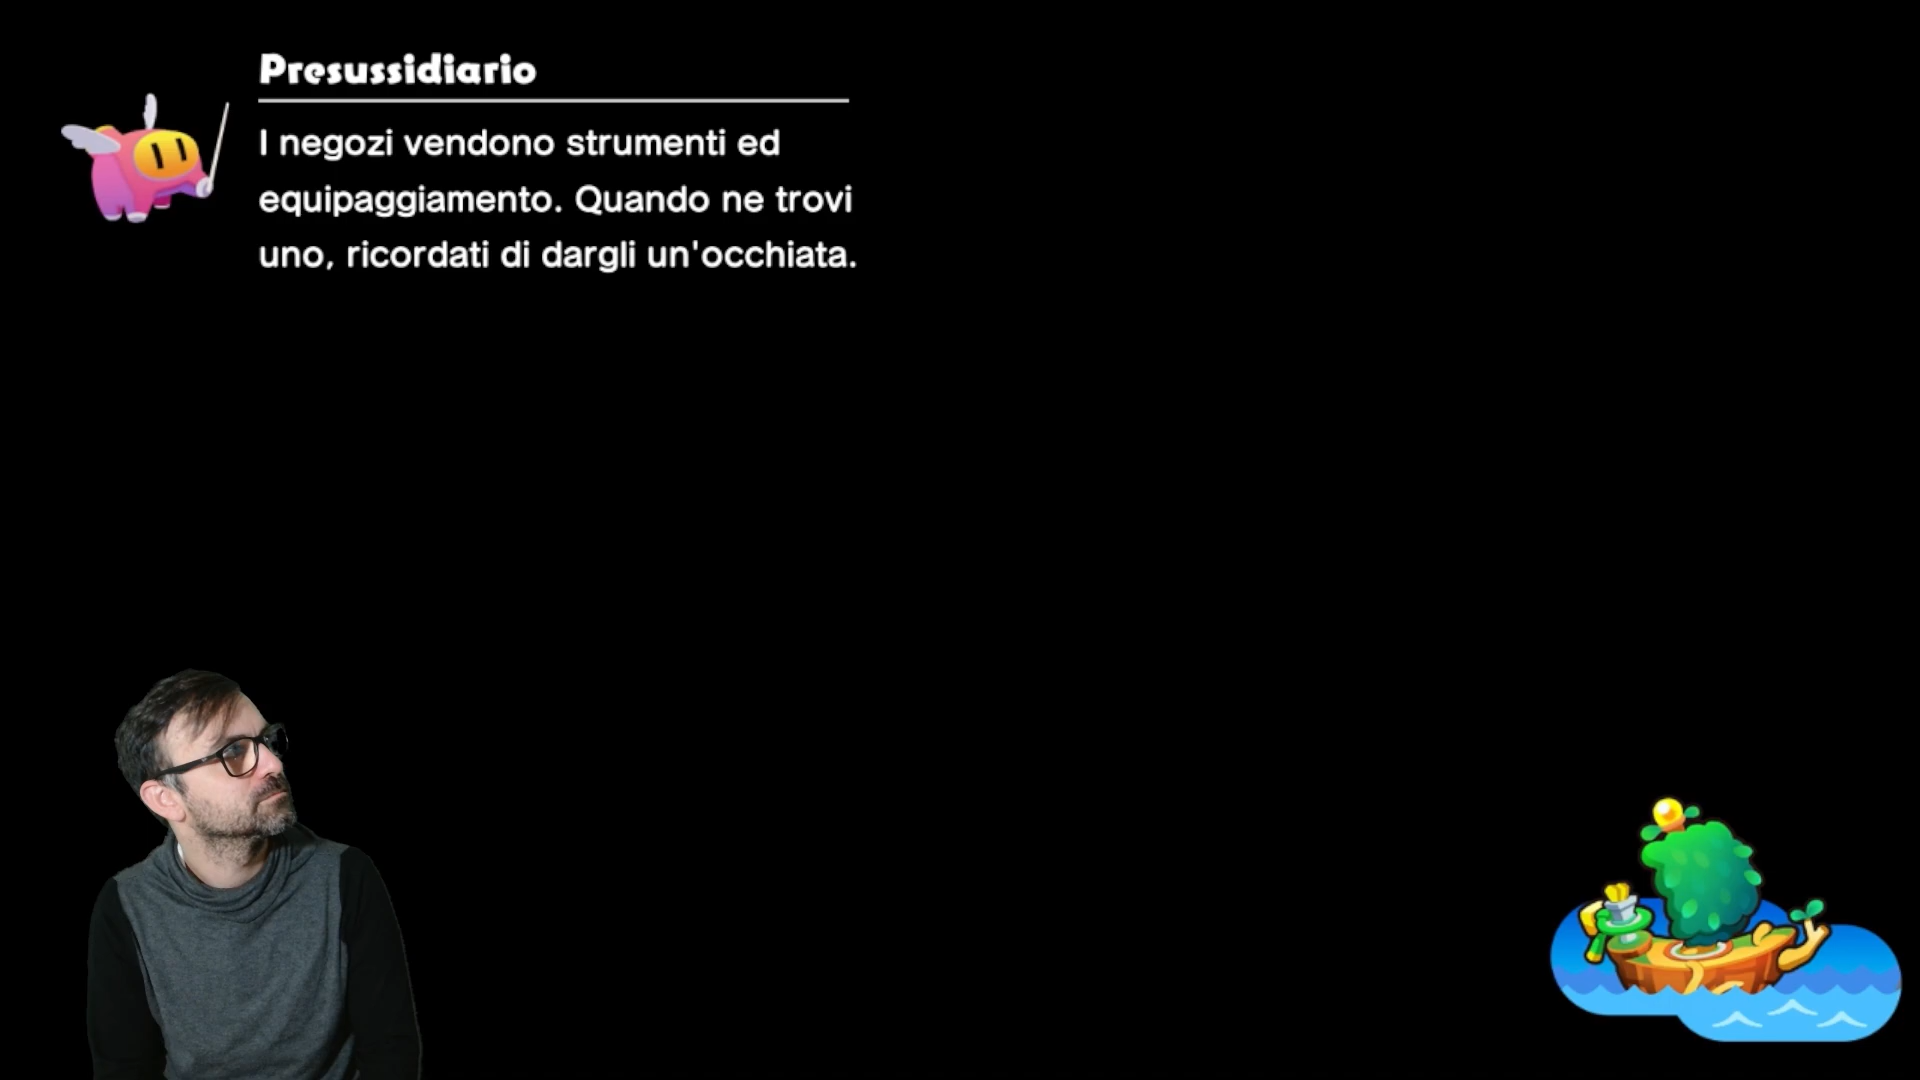 Presussidiario
I negozi vendono strumenti ed
equipaggiamento. Quando ne trovi
uno, ricordati di dargli un'occhiata.